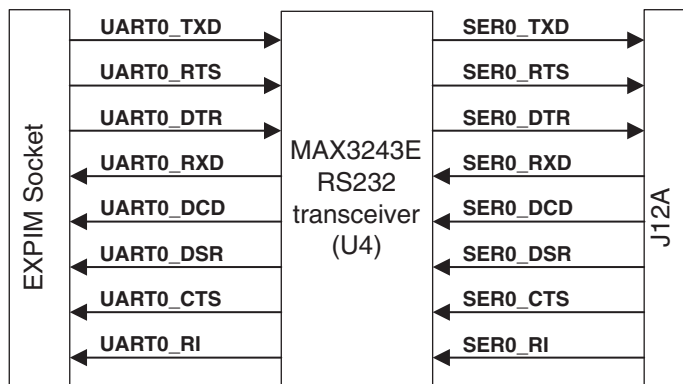 EXPIM Socket
UART0_TXD
UART0_RTS
UART0_DTR
UART0_RXD
UART0_DCD
UART0_DSR
UART0_CTS
UART0_RI
MAX3243E
RS232
transceiver
(U4)
SER0_TXD
SER0_RTS
SER0_DTR
SER0_RXD
SER0_DCD
SER0_DSR
SER0_CTS
SER0_RI
J12A